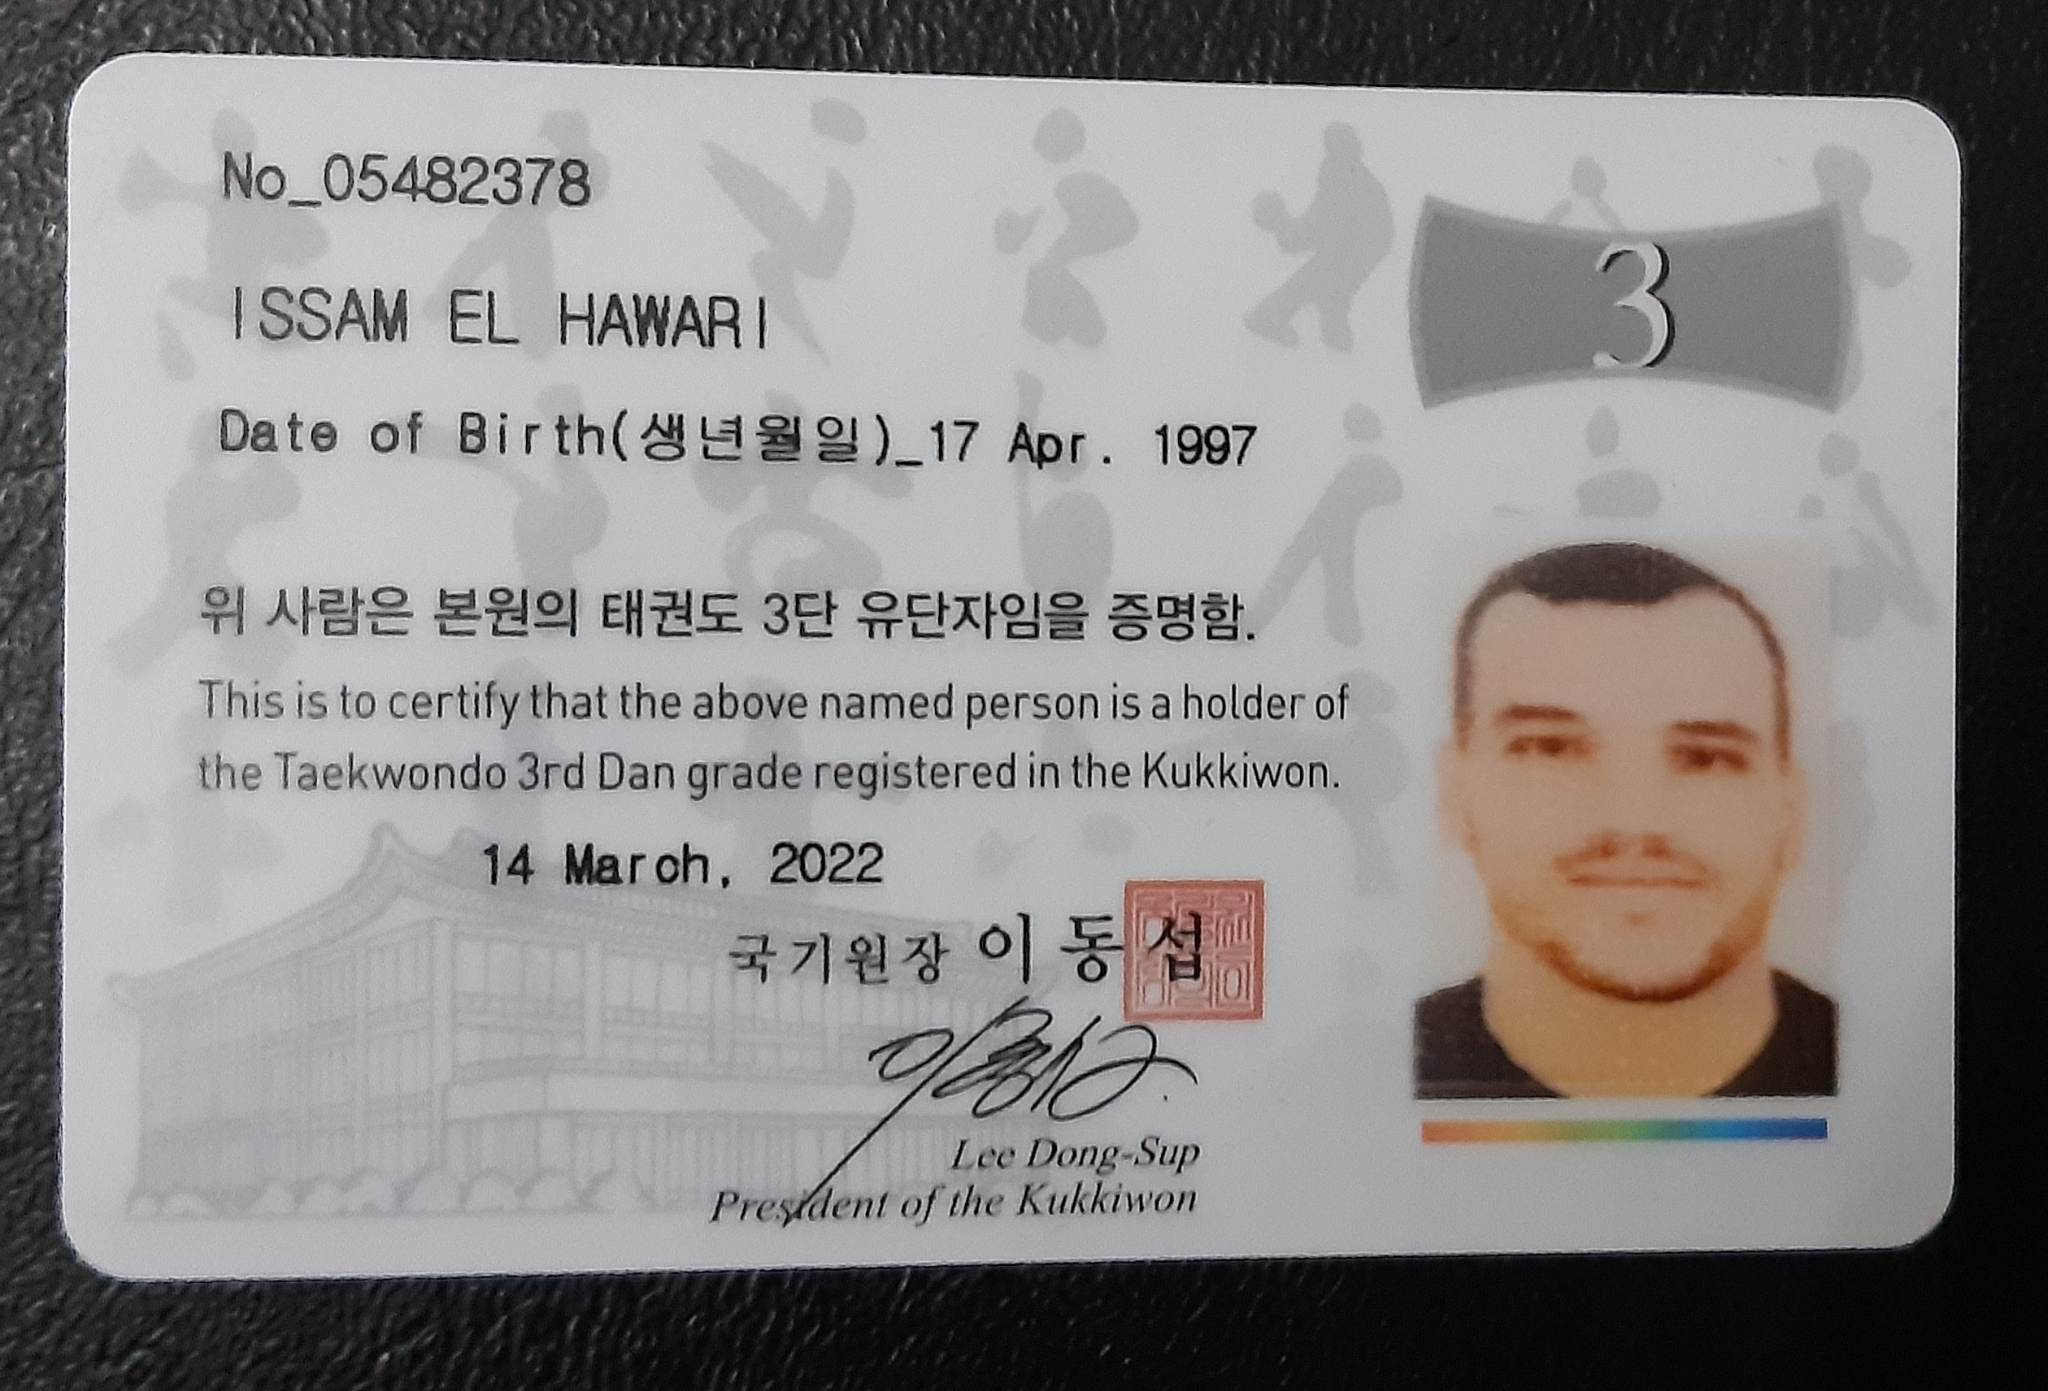 No_05482378
3
ISSAM EL HAWARI
Date of Birth(생년월일)_17 Apr. 1997
위 사람은 본원의 태권도 3단 유단자임을 증명함.
This is to certify that the above named person is a holder of
the Taekwondo 3rd Dan grade registered in the Kukkiwon.
14 March, 2022
국기원장 이동섭
Lee Dong-Sup
President of the Kukkiwon